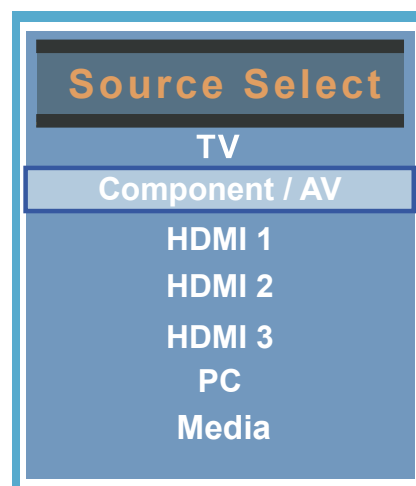 Source Select
TV
Component / AV
HDMI 1
HDMI 2
HDMI 3
PC
Media